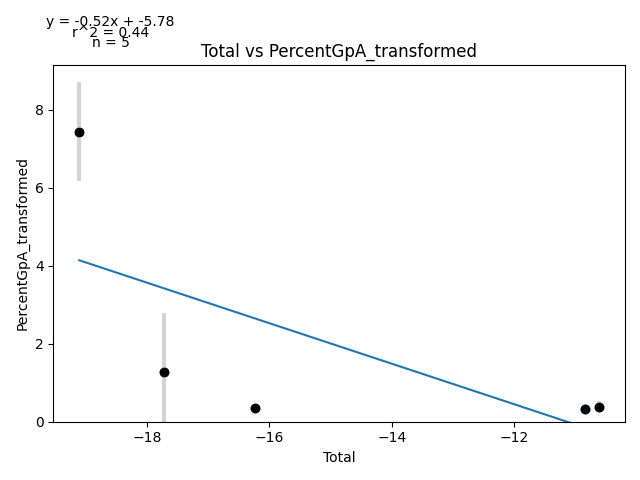 y = -0.52x + -5.78
r^2 = 0.44
n = 5
Total vs PercentGpA_transformed
PercentGpA_transformed
8
6
4
2
0
−18
−16
−14
−12
Total